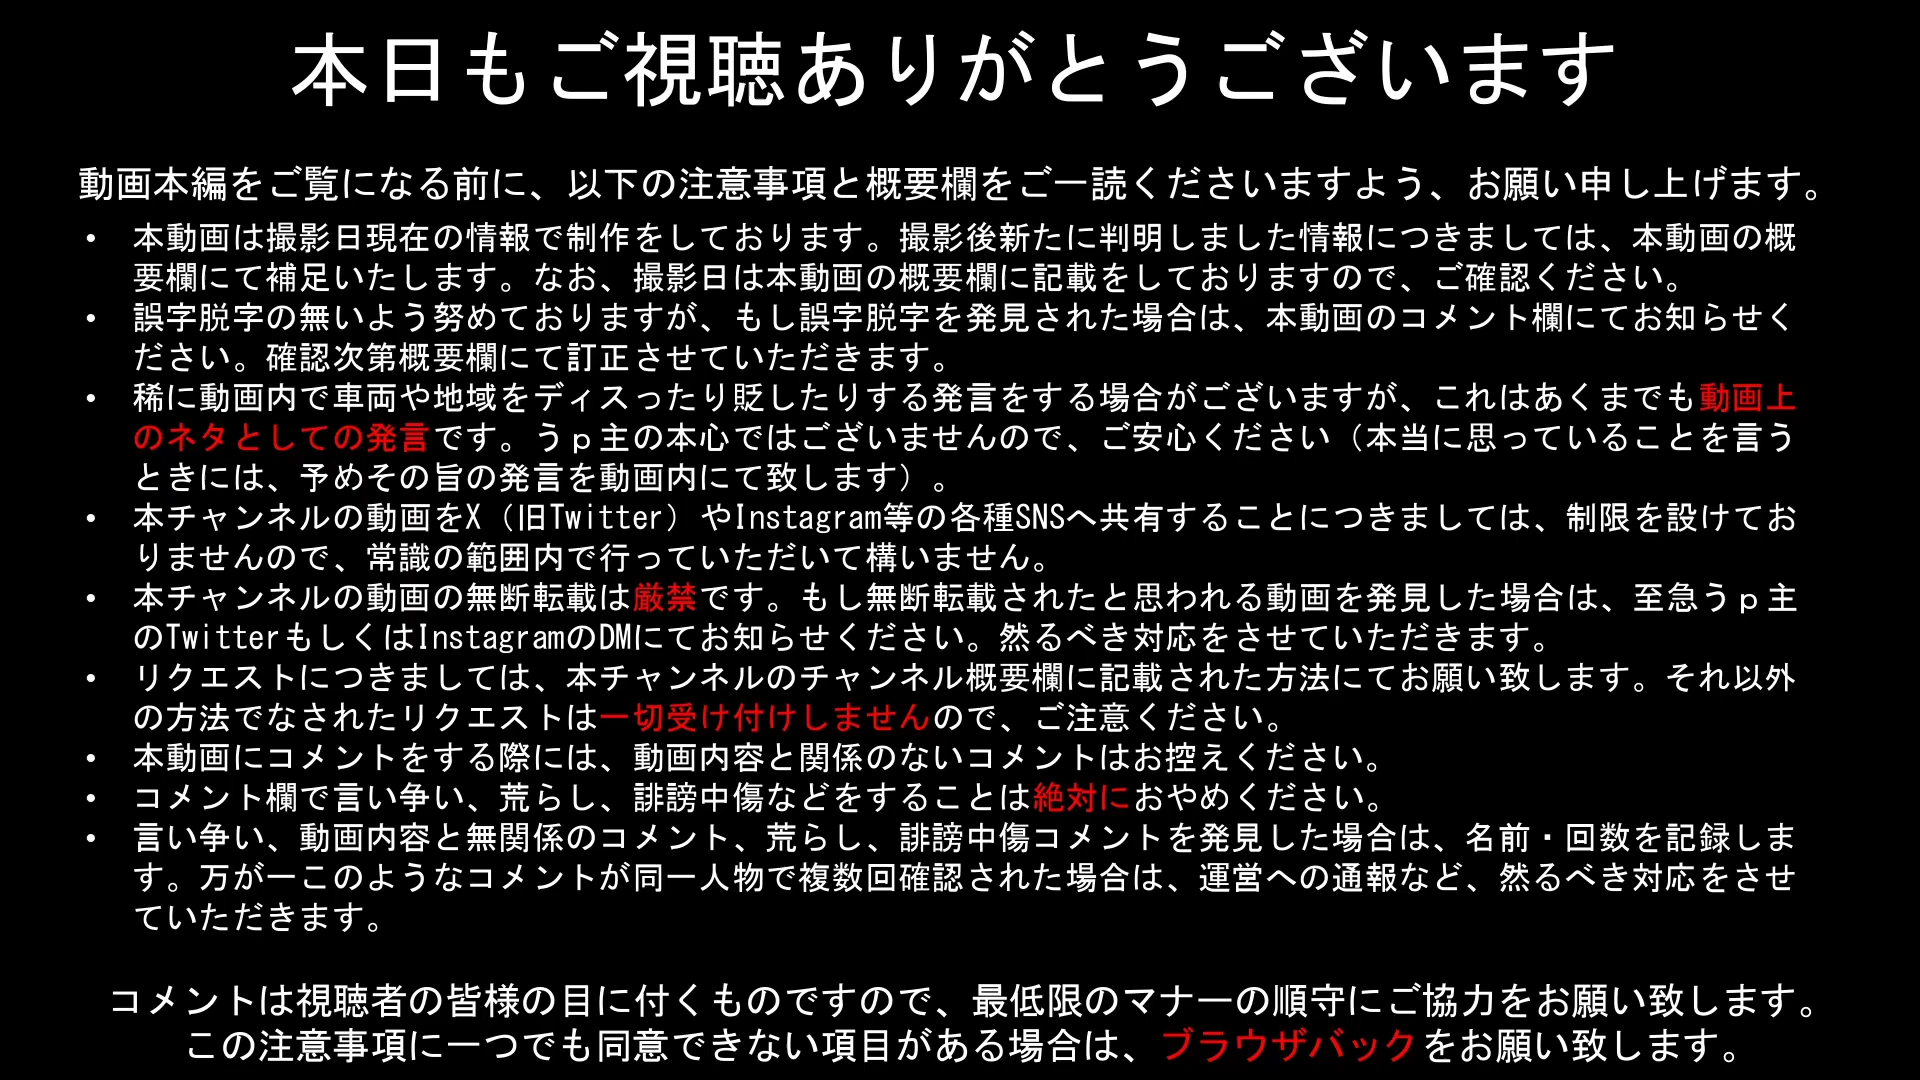 本日もご視聴ありがとうございます
動画本編をご覧になる前に、以下の注意事項と概要欄をご一読くださいますよう、お願い申し上げます。
• 本動画は撮影日現在の情報で制作をしております。撮影後新たに判明しました情報につきましては、本動画の概
要欄にて補足いたします。なお、撮影日は本動画の概要欄に記載をしておりますので、ご確認ください。
• 誤字脱字の無いよう努めておりますが、もし誤字脱字を発見された場合は、本動画のコメント欄にてお知らせく
ださい。確認次第概要欄にて訂正させていただきます。
• 稀に動画内で車両や地域をディスったり貶したりする発言をする場合がございますが、これはあくまでも動画上
のネタとしての発言です。うｐ主の本心ではございませんので、ご安心ください（本当に思っていることを言う
ときには、予めその旨の発言を動画内にて致します）。
• 本チャンネルの動画をX（旧Twitter）やInstagram等の各種SNSへ共有することにつきましては、制限を設けてお
りませんので、常識の範囲内で行っていただいて構いません。
• 本チャンネルの動画の無断転載は厳禁です。もし無断転載されたと思われる動画を発見した場合は、至急うｐ主
のTwitterもしくはInstagramのDMにてお知らせください。然るべき対応をさせていただきます。
• リクエストにつきましては、本チャンネルのチャンネル概要欄に記載された方法にてお願い致します。それ以外
の方法でなされたリクエストは一切受け付けしませんので、ご注意ください。
• 本動画にコメントをする際には、動画内容と関係のないコメントはお控えください。
• コメント欄で言い争い、荒らし、誹謗中傷などをすることは絶対におやめください。
• 言い争い、動画内容と無関係のコメント、荒らし、誹謗中傷コメントを発見した場合は、名前・回数を記録しま
す。万が一このようなコメントが同一人物で複数回確認された場合は、運営への通報など、然るべき対応をさせ
ていただきます。
コメントは視聴者の皆様の目に付くものですので、最低限のマナーの順守にご協力をお願い致します。
この注意事項に一つでも同意できない項目がある場合は、ブラウザバックをお願い致します。